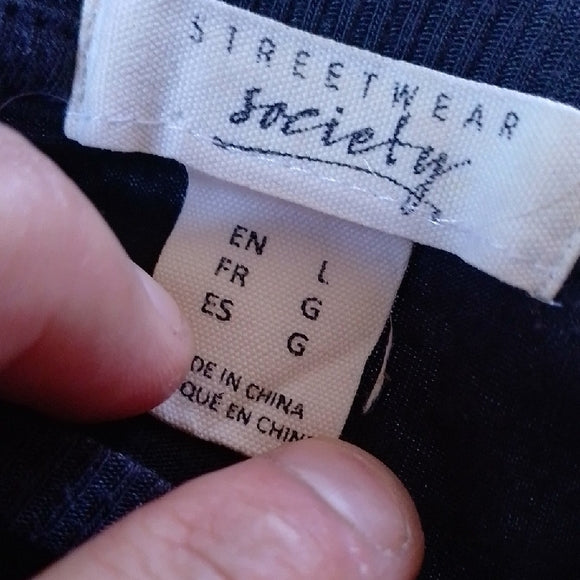 STREETWEAR
society
EN L
FR G
ES G
DE IN CHINA
QUÉ EN CHIN